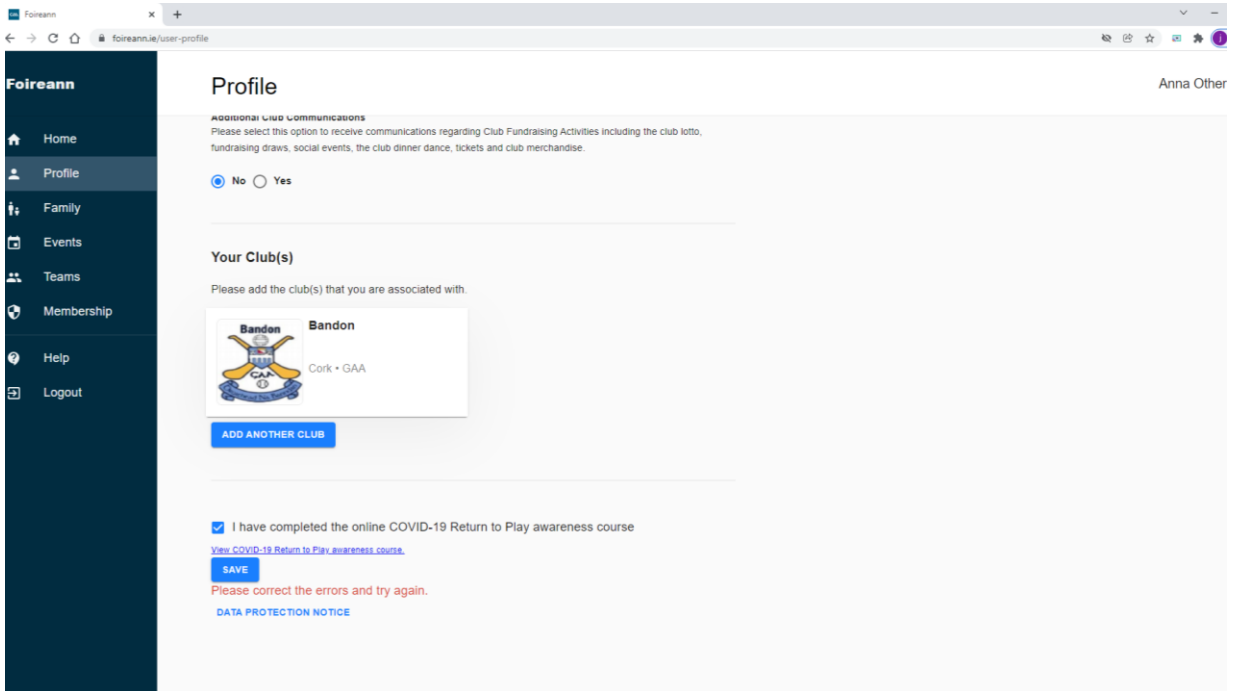 Foireann
foireann.ie/user-profile
Foireann
Profile
Anna Other
Home
Profile
Family
Events
Teams
Membership
Help
Logout
Additional Club Communications
Please select this option to receive communications regarding Club Fundraising Activities including the club lotto,
fundraising draws, social events, the club dinner dance, tickets and club merchandise.
No Yes
Your Club(s)
Please add the club(s) that you are associated with.
Bandon
GAA
Bandon
Cork • GAA
ADD ANOTHER CLUB
I have completed the online COVID-19 Return to Play awareness course
View COVID-19 Return to Play awareness course.
SAVE
Please correct the errors and try again.
DATA PROTECTION NOTICE